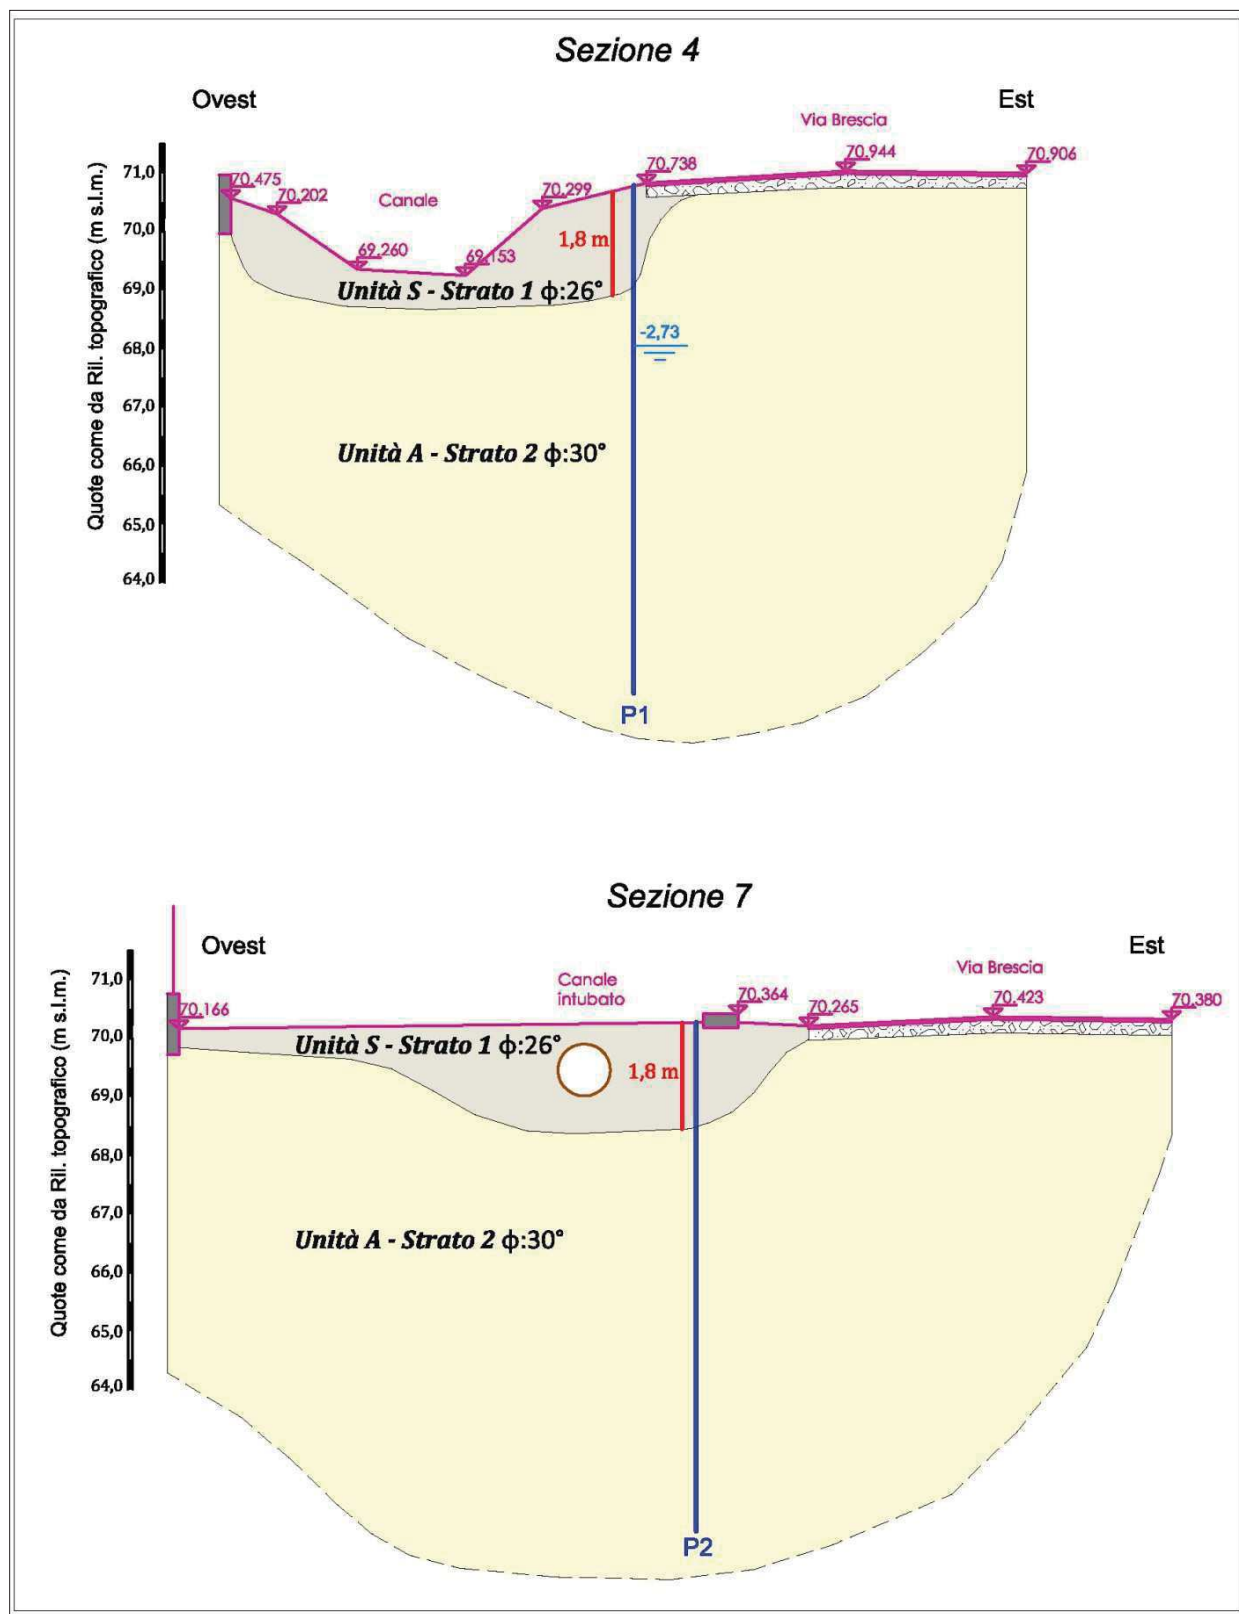 Sezione 4
Ovest
Est
Via Brescia
Quote come da Ril. topografico (m s.l.m.)
71,0
70,0
69,0
68,0
67,0
66,0
65,0
64,0
70.475
70.202
Canale
69.260
69.153
70.299
70.738
70.944
70.906
1,8 m
Unità S - Strato 1 ϕ:26°
-2,73
Unità A - Strato 2 ϕ:30°
P1
Sezione 7
Ovest
Est
Via Brescia
Quote come da Ril. topografico (m s.l.m.)
71,0
70,0
69,0
68,0
67,0
66,0
65,0
64,0
70.166
Canale
intubato
70.364
70.265
70.423
70.380
Unità S - Strato 1 ϕ:26°
1,8 m
Unità A - Strato 2 ϕ:30°
P2